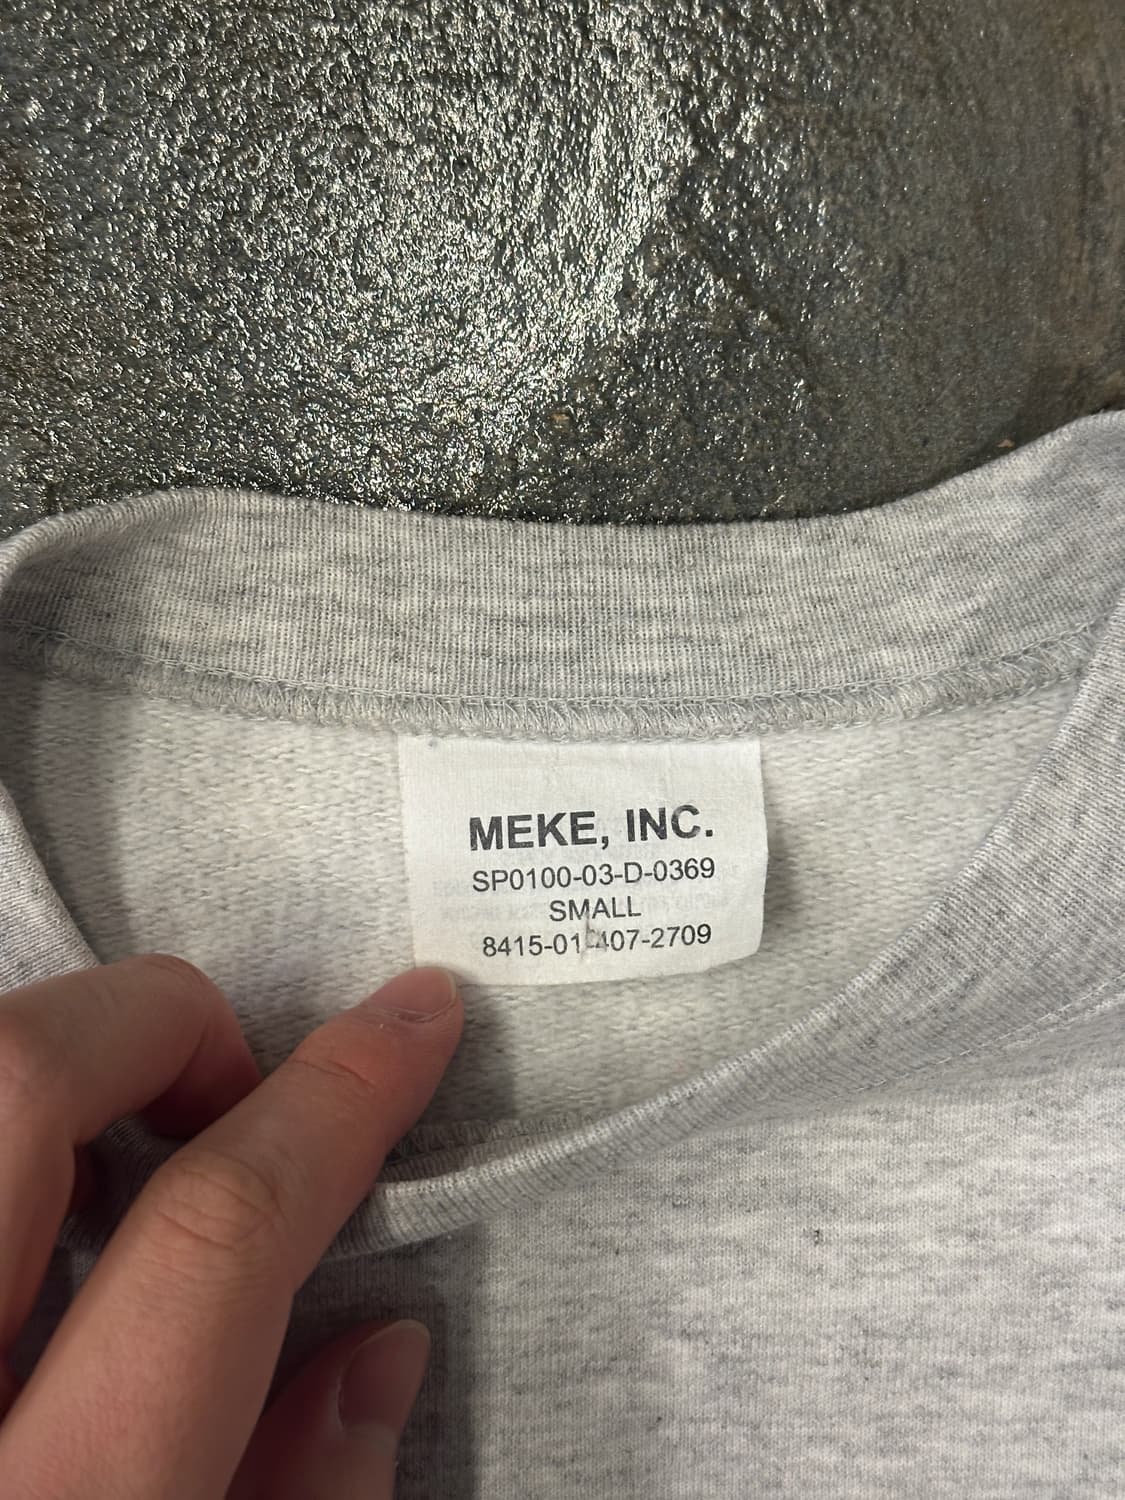 MEKE, INC.
SP0100-03-D-0369
SMALL
8415-01-407-2709